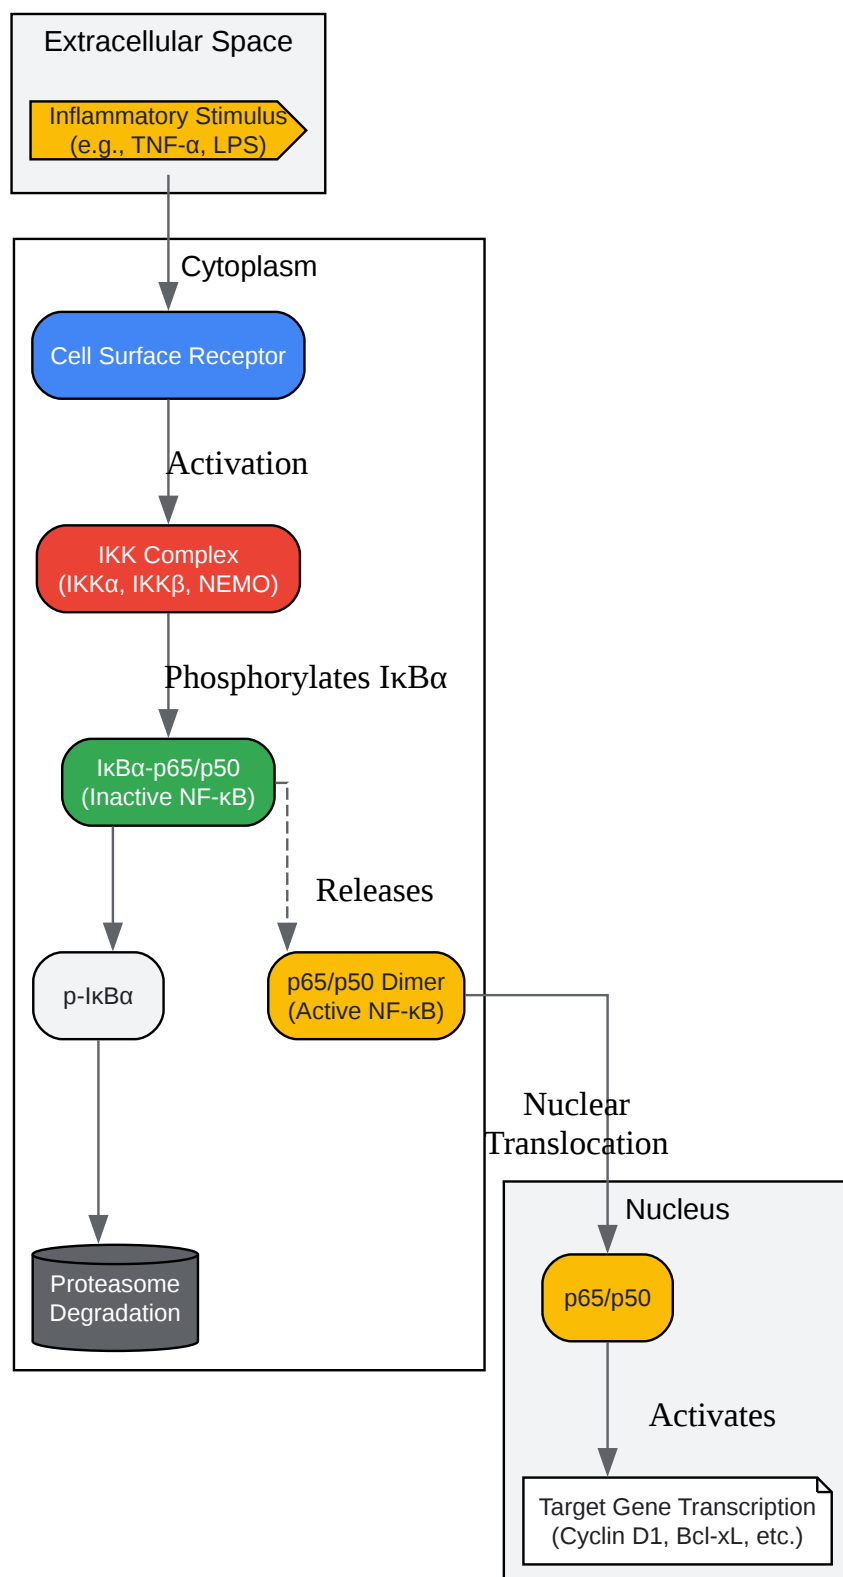 Extracellular Space
Inflammatory Stimulus
(e.g., TNF-α, LPS)
Cytoplasm
Cell Surface Receptor
Activation
IKK Complex
(IKKα, IKKβ, NEMO)
Phosphorylates IκBα
IκBα-p65/p50
(Inactive NF-κB)
Releases
p-IκBα
p65/p50 Dimer
(Active NF-κB)
Nuclear
Translocation
Nucleus
Proteasome
Degradation
p65/p50
Activates
Target Gene Transcription
(Cyclin D1, Bcl-xL, etc.)